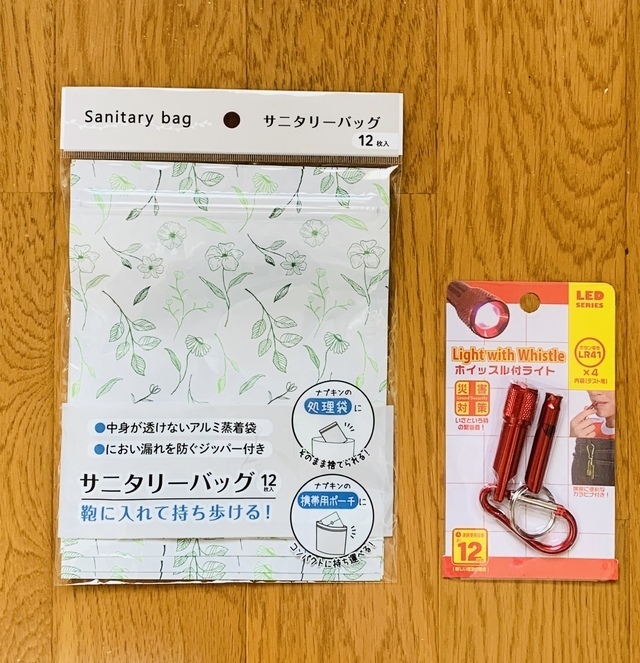 Sanitary bag
サニタリーバッグ
12枚入
●中身が透けないアルミ蒸着袋
●におい漏れを防ぐジッパー付き
サニタリーバッグ12枚入
鞄に入れて持ち歩ける!
ナプキンの
処理袋に
そのまま捨てられる!
ナプキンの
携帯用ポーチに
コンパクトに持ち運べる!
LED
SERIES
Light with Whistle
ホイッスル付ライト
LR41
×4
災害
対策
いざという時
の緊急層!
12